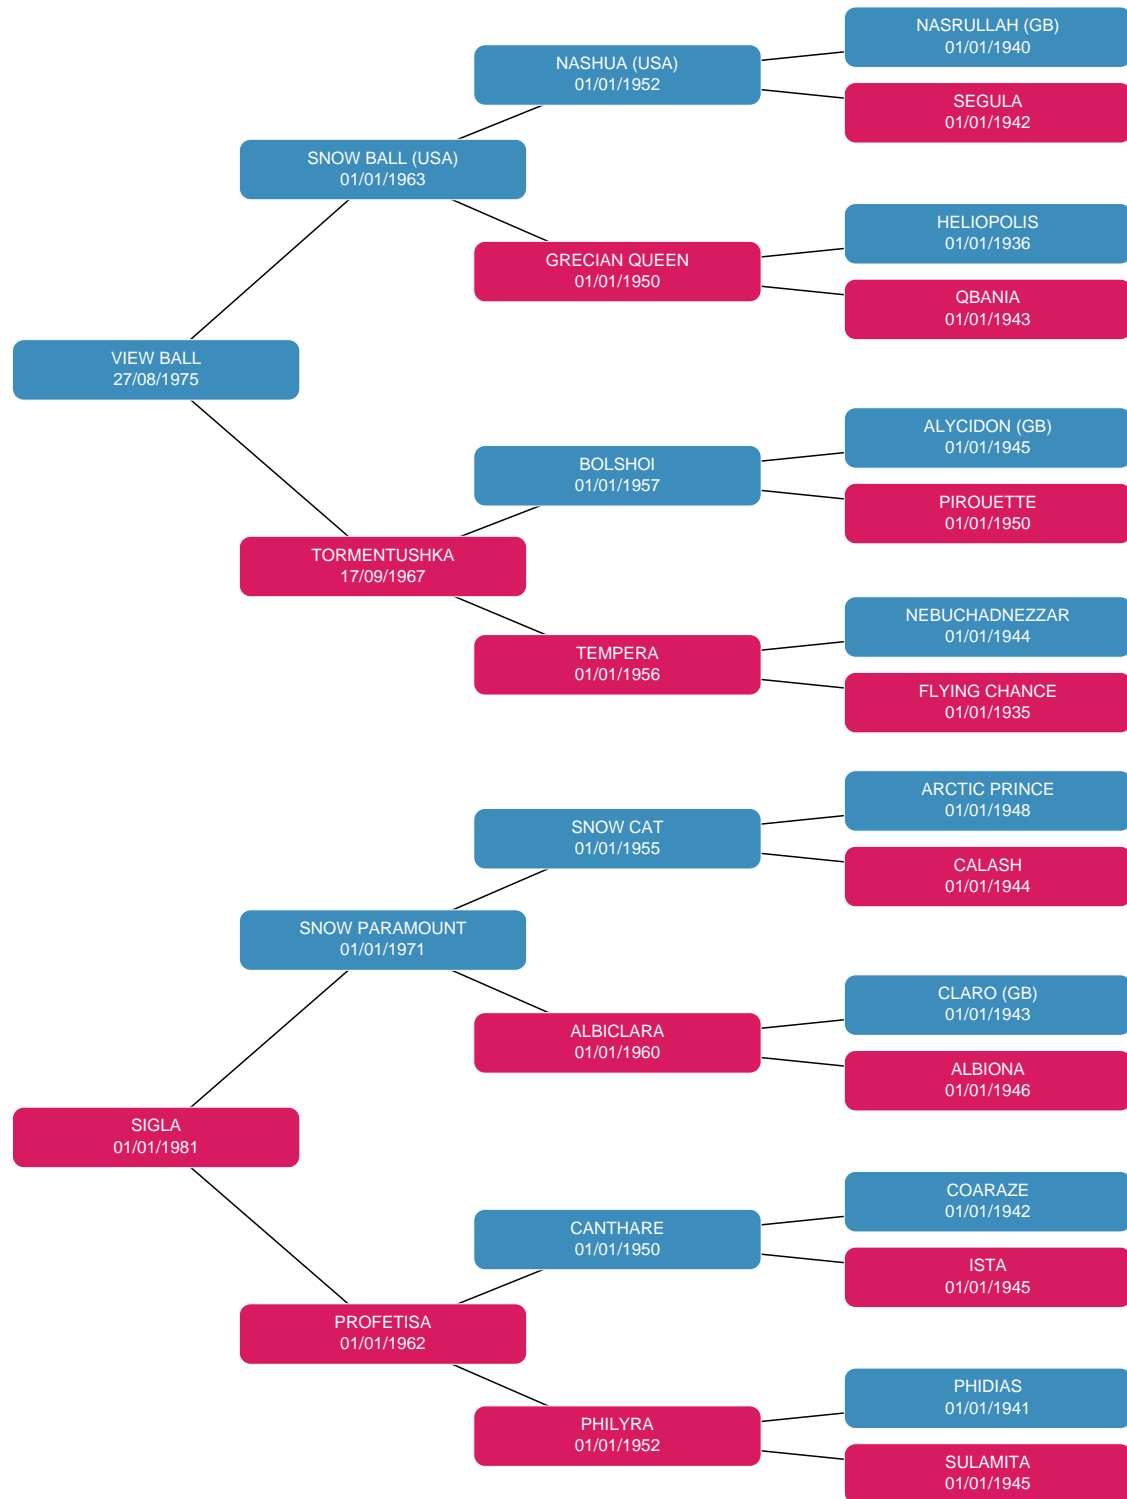 NASRULLAH (GB)
01/01/1940
NASHUA (USA)
01/01/1952
SEGULA
01/01/1942
SNOW BALL (USA)
01/01/1963
HELIOPOLIS
01/01/1936
GRECIAN QUEEN
01/01/1950
QBANIA
01/01/1943
VIEW BALL
27/08/1975
ALYCIDON (GB)
01/01/1945
BOLSHOI
01/01/1957
PIROUETTE
01/01/1950
TORMENTUSHKA
17/09/1967
NEBUCHADNEZZAR
01/01/1944
TEMPERA
01/01/1956
FLYING CHANCE
01/01/1935
ARCTIC PRINCE
01/01/1948
SNOW CAT
01/01/1955
CALASH
01/01/1944
SNOW PARAMOUNT
01/01/1971
CLARO (GB)
01/01/1943
ALBICLARA
01/01/1960
ALBIONA
01/01/1946
SIGLA
01/01/1981
COARAZE
01/01/1942
CANTHARE
01/01/1950
ISTA
01/01/1945
PROFETISA
01/01/1962
PHIDIAS
01/01/1941
PHILYRA
01/01/1952
SULAMITA
01/01/1945